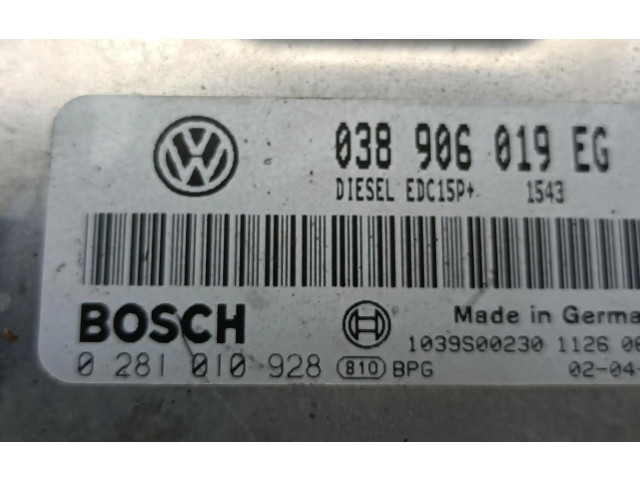 038 906 019 EG
DIESEL EDC15P+ 1543
BOSCH
Made in Germa
0 281 010 928
1039S00230 1126
810 BPG
02-04-